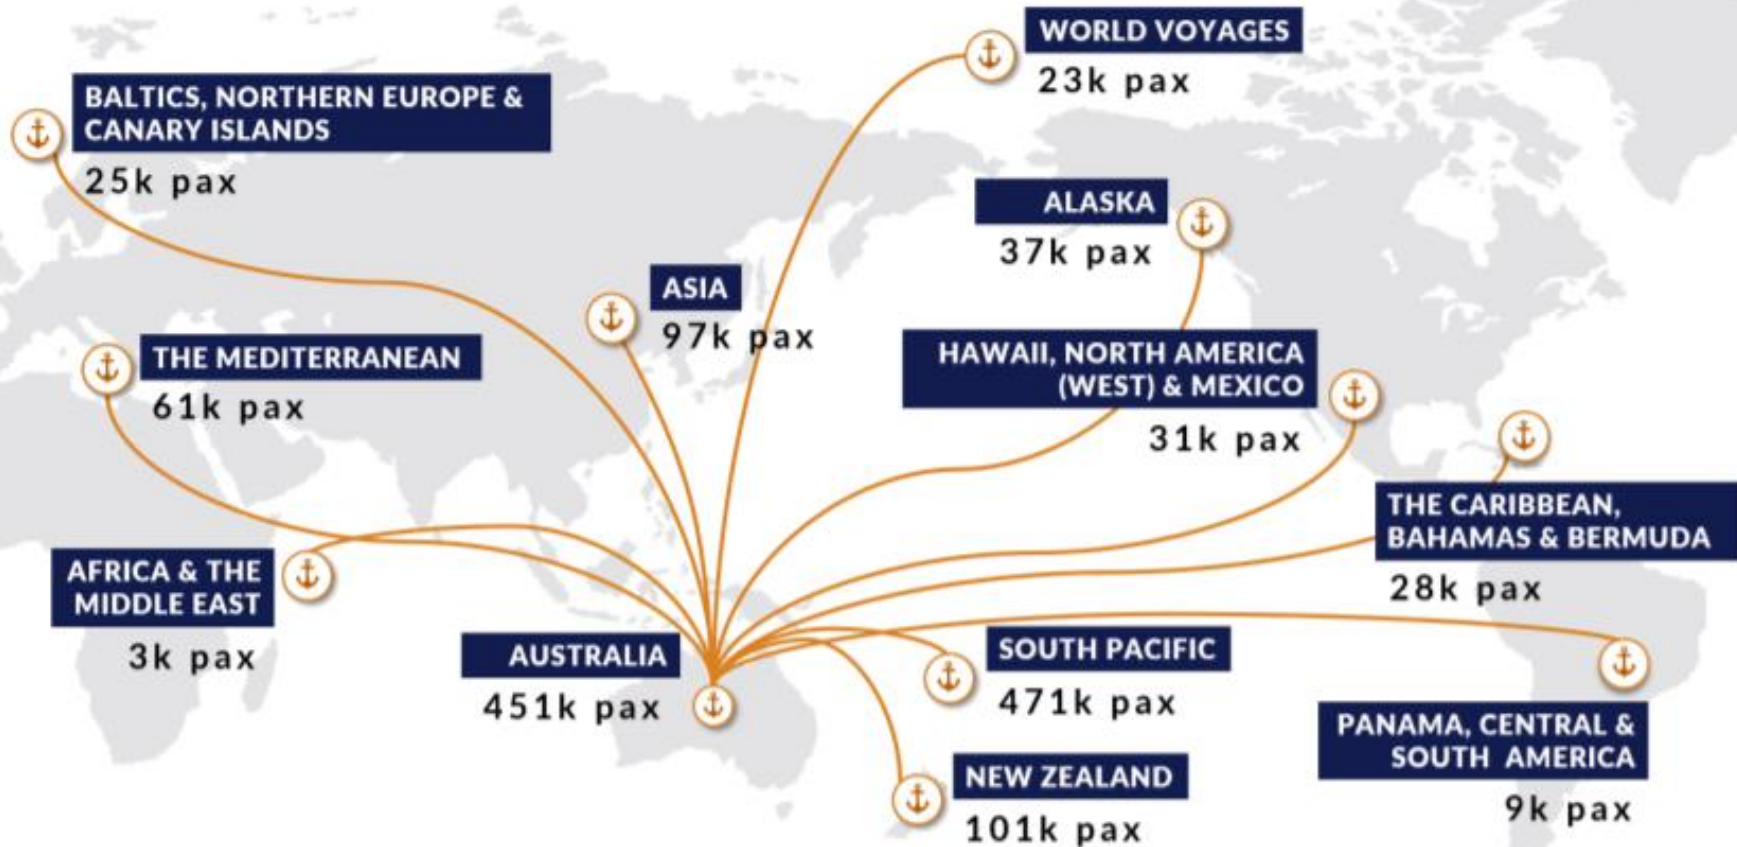 WORLD VOYAGES
23k pax
BALTICS, NORTHERN EUROPE &
CANARY ISLANDS
25k pax
ALASKA
37k pax
ASIA
97k pax
THE MEDITERRANEAN
61k pax
HAWAII, NORTH AMERICA
(WEST) & MEXICO
31k pax
THE CARIBBEAN,
BAHAMAS & BERMUDA
28k pax
AFRICA & THE
MIDDLE EAST
3k pax
AUSTRALIA
451k pax
SOUTH PACIFIC
471k pax
PANAMA, CENTRAL &
SOUTH AMERICA
9k pax
NEW ZEALAND
101k pax